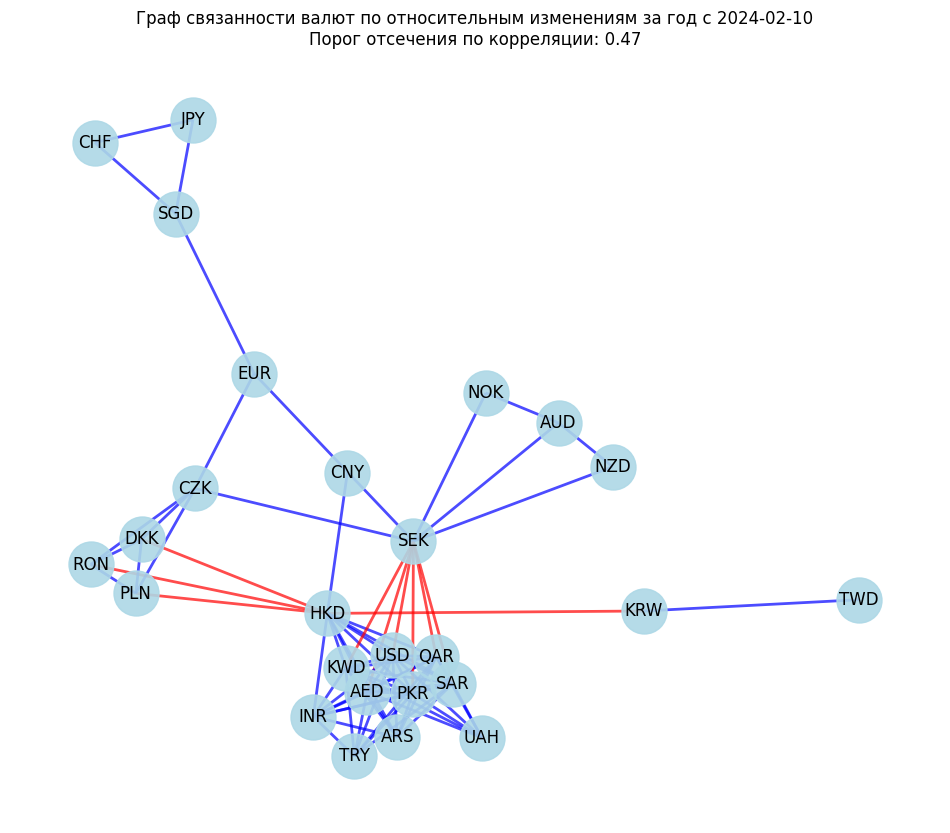 Граф связанности валют по относительным изменениям за год с 2024-02-10
Порог отсечения по корреляции: 0.47
JPY
CHF
SGD
EUR
NOK
AUD
NZD
CNY
CZK
DKK
SEK
RON
PLN
TWD
HKD
KRW
USD
QAR
KWD
SAR
AED
PKR
INR
ARS
UAH
TRY